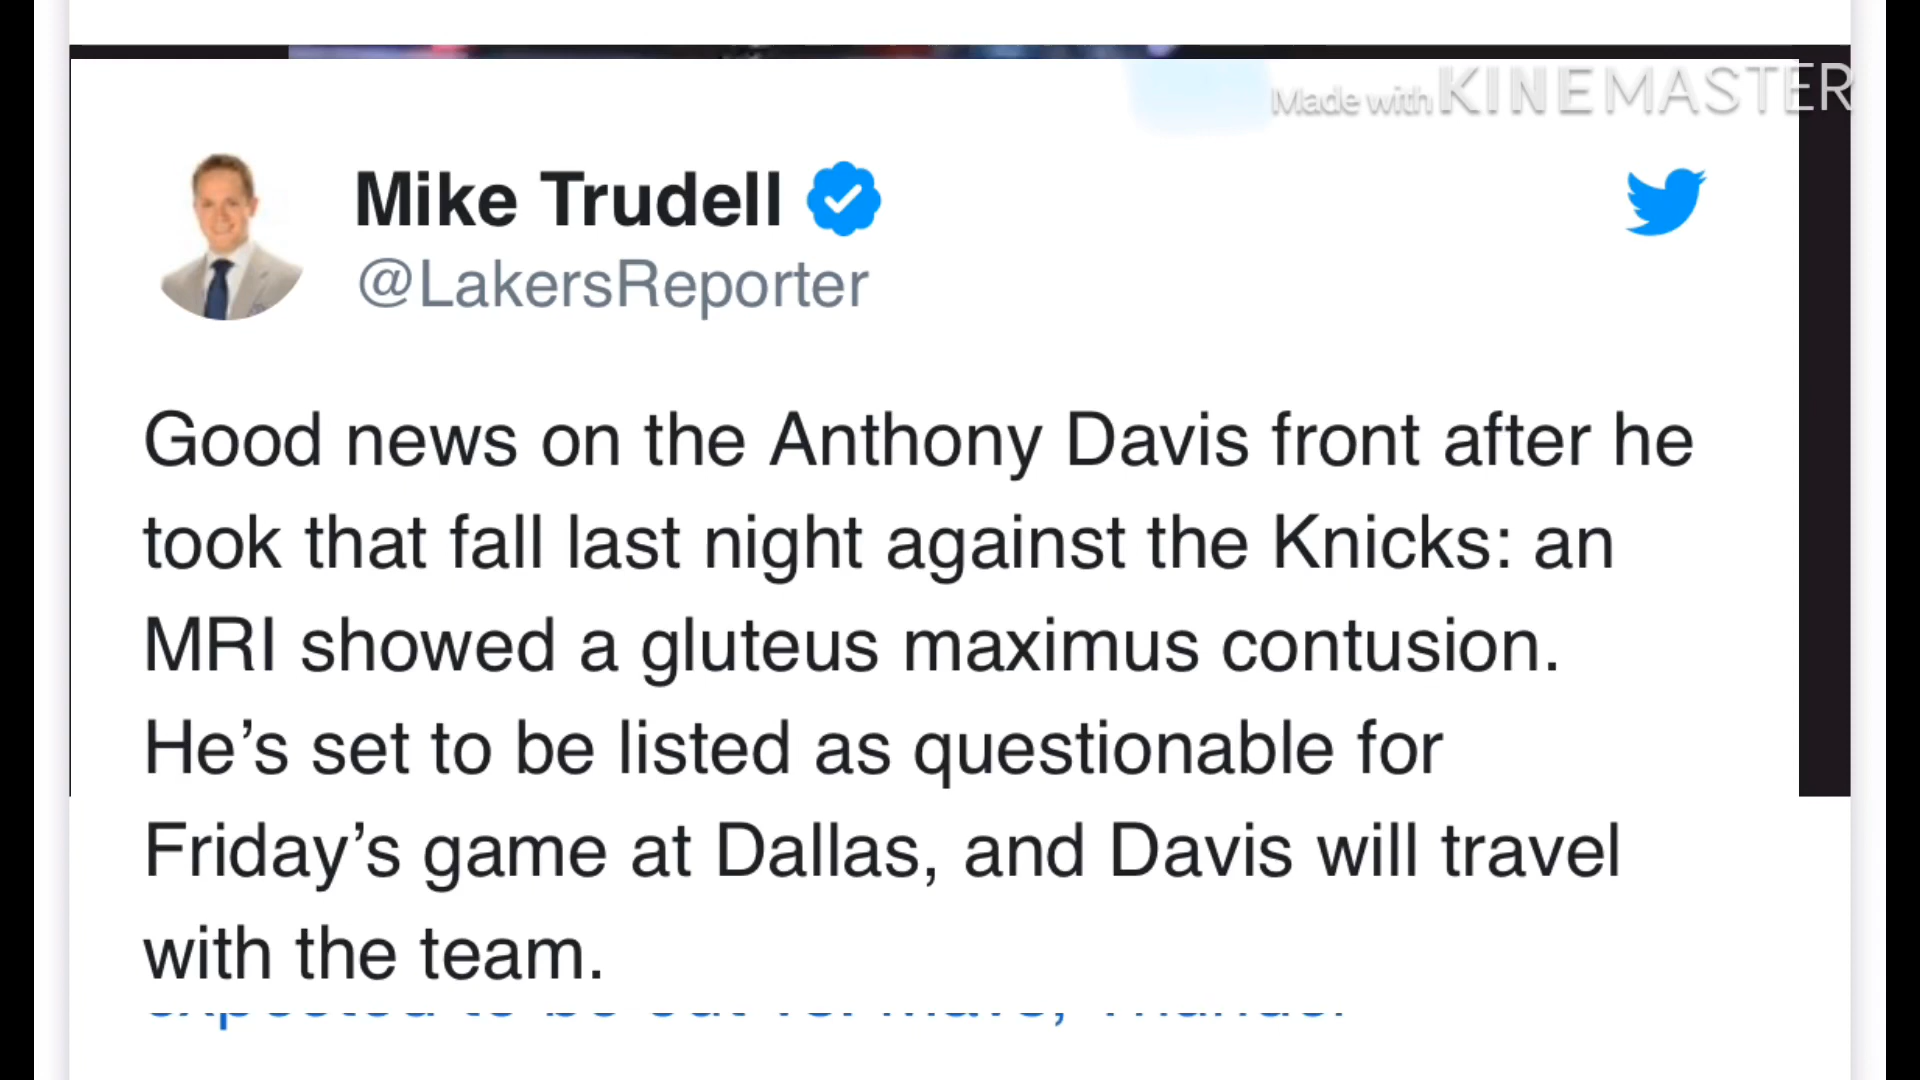 Made with KINEMASTER
Mike Trudell
@LakersReporter
Good news on the Anthony Davis front after he
took that fall last night against the Knicks: an
MRI showed a gluteus maximus contusion.
He’s set to be listed as questionable for
Friday’s game at Dallas, and Davis will travel
with the team.